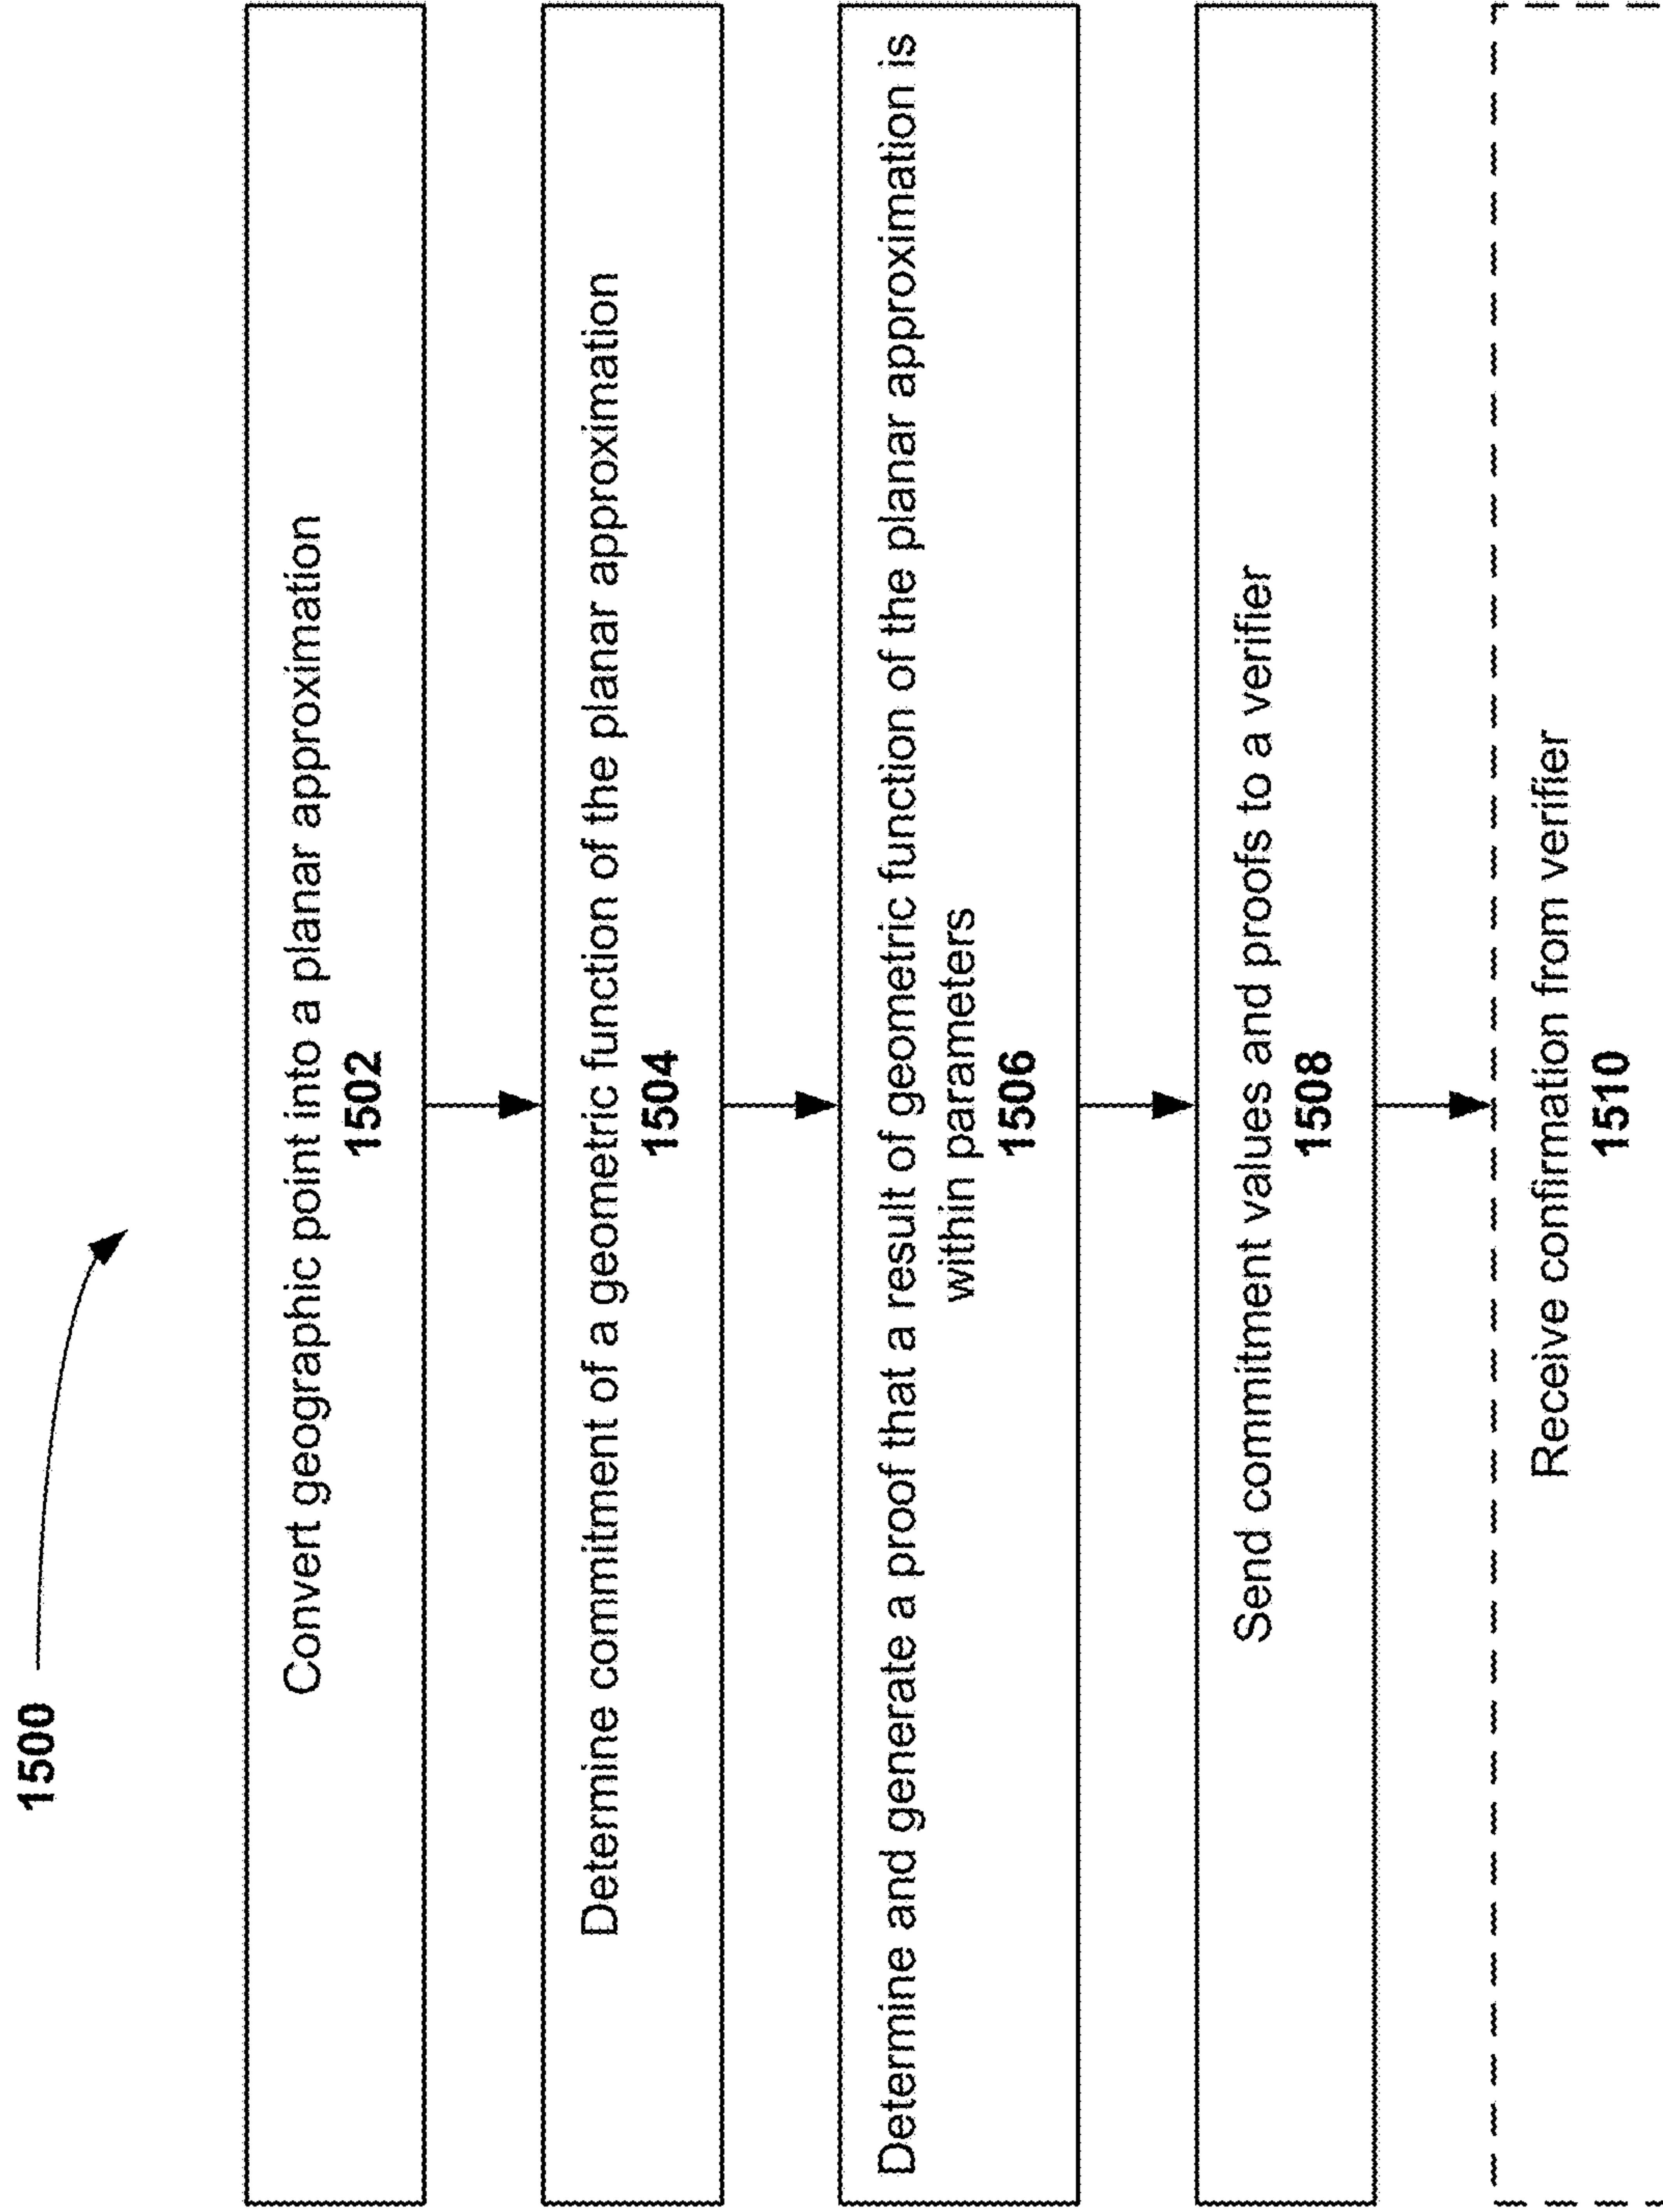 1500
Convert geographic point into a planar approximation
1502
Determine commitment of a geometric function of the planar approximation
1504
Determine and generate a proof that a result of geometric function of the planar approximation is
within parameters
1506
Send commitment values and proofs to a verifier
1508
Receive confirmation from verifier
1510